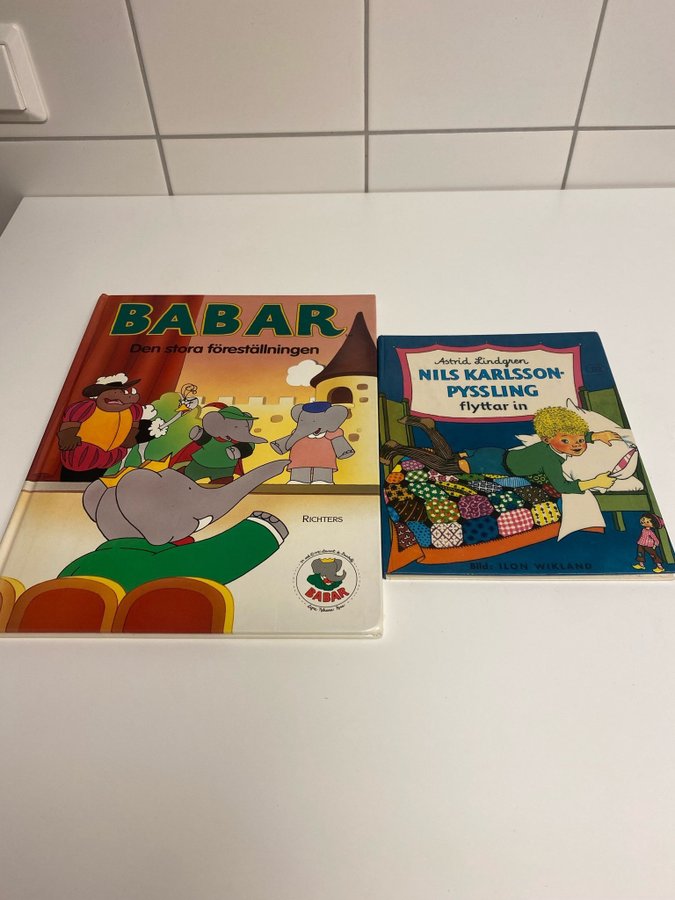 BABAR
Den stora föreställningen
RICHTERS
BABAR
Astrid Lindgren
NILS KARLSSON-
PYSSLING
flyttar in
Bild: ILON WIKLAND